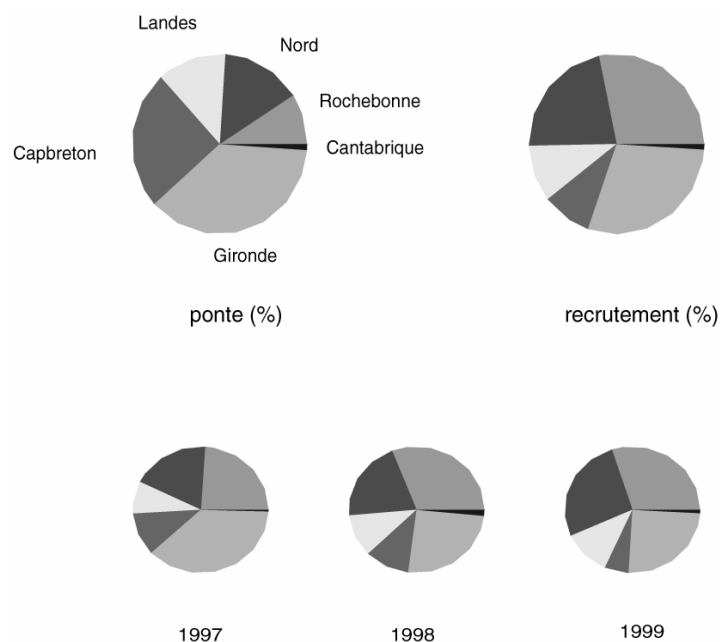 Landes
Nord
Rochebonne
Cantabrique
Capbreton
Gironde
ponte (%)
recrutement (%)
1997
1998
1999